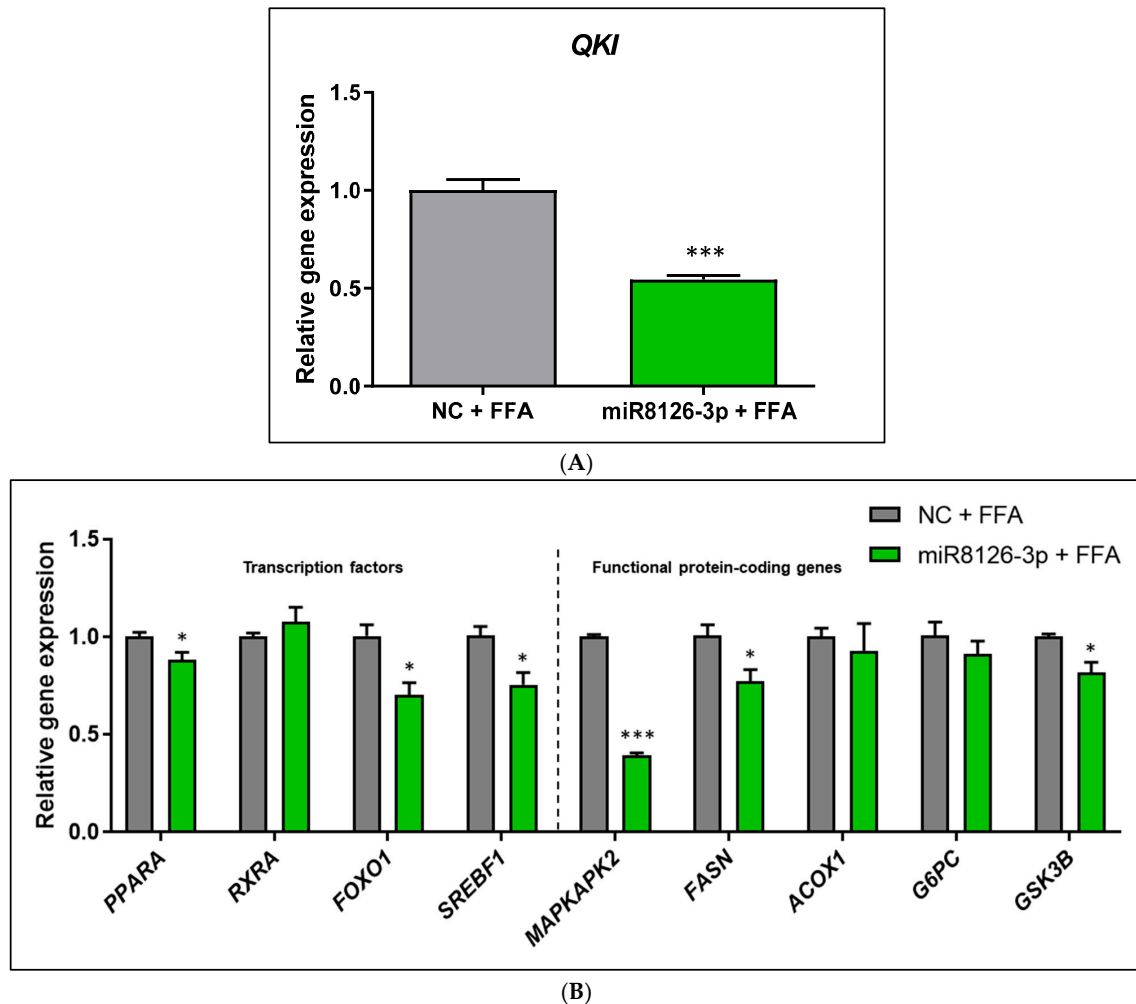 QKI
Relative gene expression
1.5
1.0
0.5
0.0
***
NC + FFA
miR8126-3p + FFA
(A)
NC + FFA
miR8126-3p + FFA
Transcription factors
Functional protein-coding genes
Relative gene expression
1.5
1.0
0.5
0.0
*
*
*
***
*
*
PPARA
RXRA
FOXO1
SREBF1
MAPKAPK2
FASN
ACOX1
G6PC
GSK3B
(B)